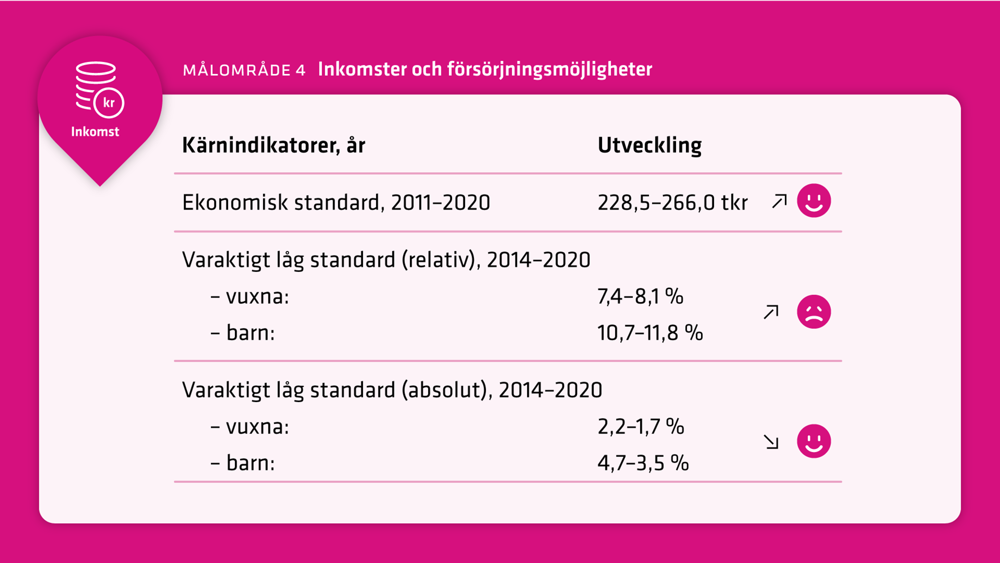 MÅLOMRÅDE 4 Inkomster och försörjningsmöjligheter
kr
Inkomst
Kärnindikatorer, år Utveckling
Ekonomisk standard, 2011–2020 228,5–266,0 tkr
Varaktigt låg standard (relativ), 2014–2020
– vuxna: 7,4–8,1 %
– barn: 10,7–11,8 %
Varaktigt låg standard (absolut), 2014–2020
– vuxna: 2,2–1,7 %
– barn: 4,7–3,5 %